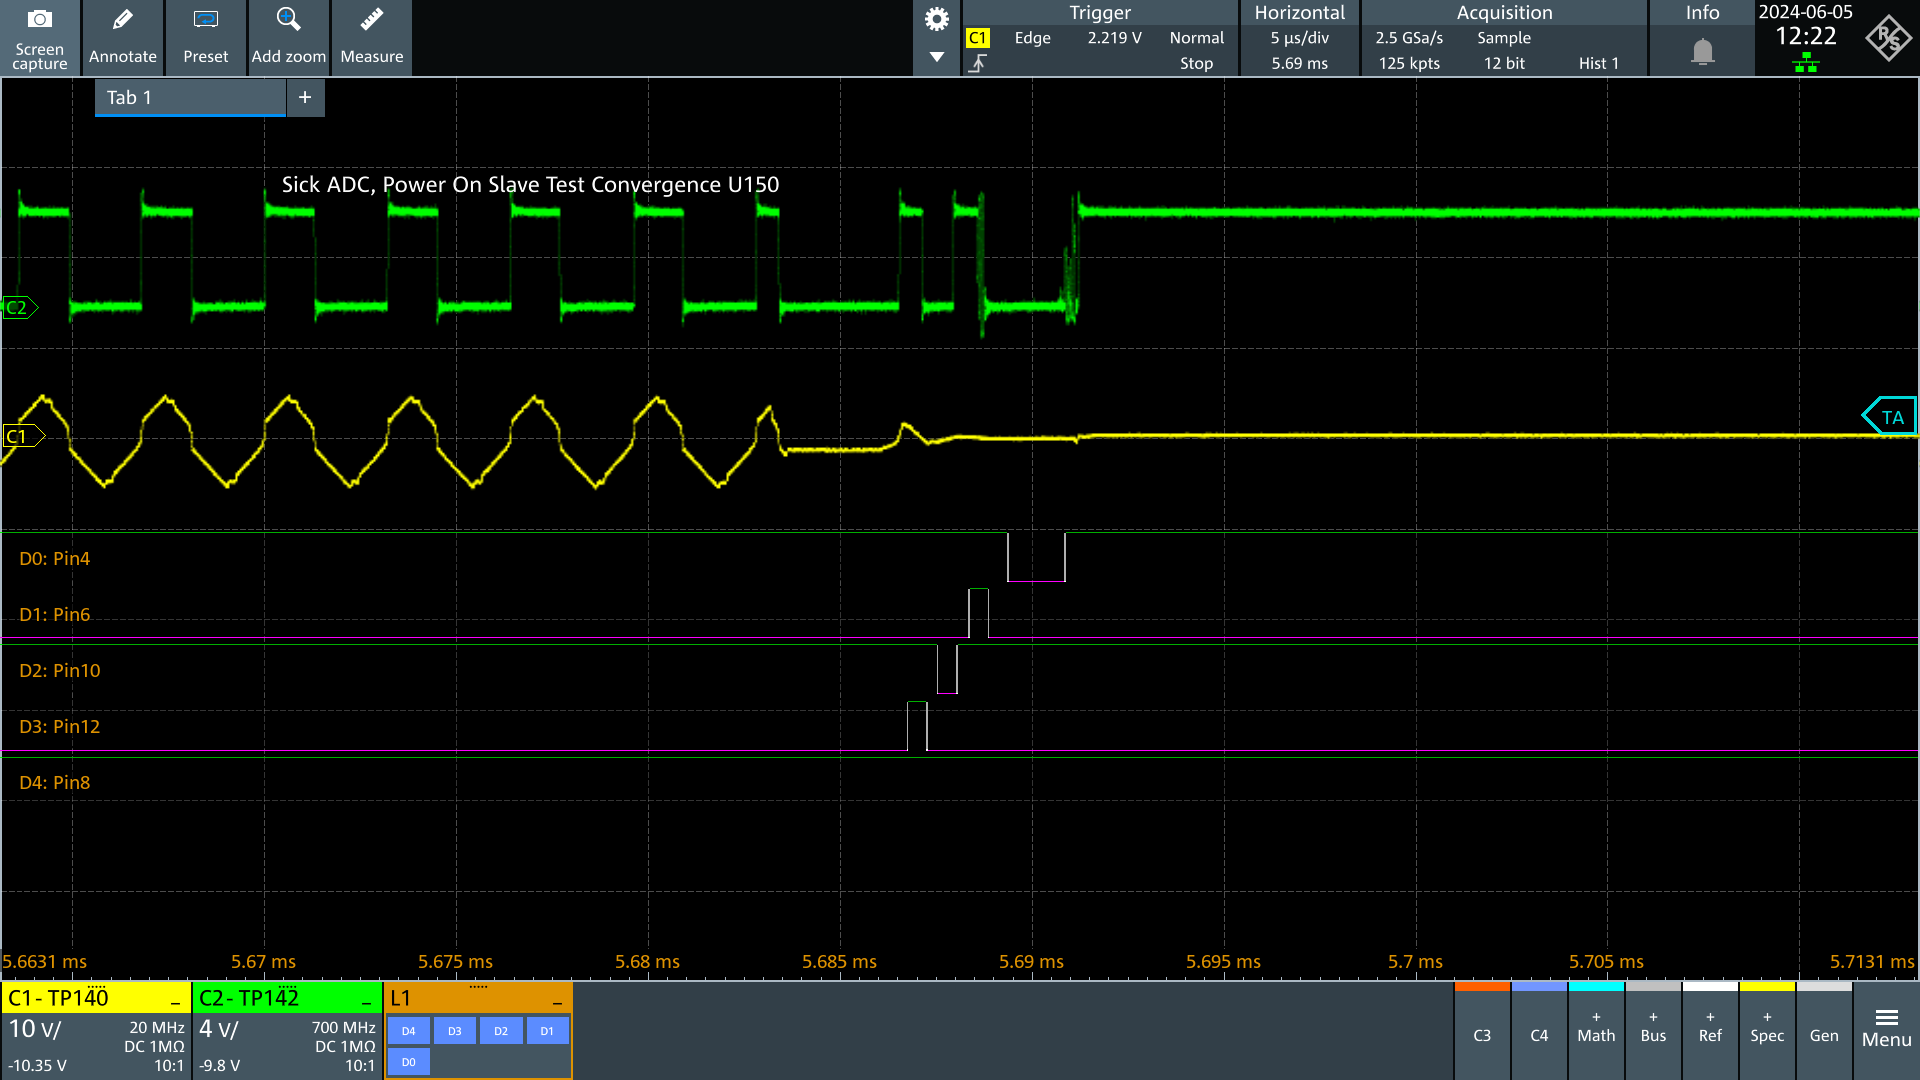 Screen capture
Annotate
Preset
Add zoom
Measure
Trigger
C1 Edge 2.219 V Normal
Stop
Horizontal
5 µs/div
5.69 ms
Acquisition
2.5 GSa/s Sample
125 kpts 12 bit Hist 1
Info
2024-06-05
12:22
R&S
Tab 1 +
Sick ADC, Power On Slave Test Convergence U150
C2
C1
TA
D0: Pin4
D1: Pin6
D2: Pin10
D3: Pin12
D4: Pin8
5.6631 ms 5.67 ms 5.675 ms 5.68 ms 5.685 ms 5.69 ms 5.695 ms 5.7 ms 5.705 ms 5.7131 ms
C1 - TP140
10 V/ 20 MHz
DC 1MΩ
-10.35 V 10:1
C2 - TP142
4 V/ 700 MHz
DC 1MΩ
-9.8 V 10:1
L1
D4 D3 D2 D1
D0
C3
C4
+ Math
+ Bus
+ Ref
+ Spec
Gen
Menu